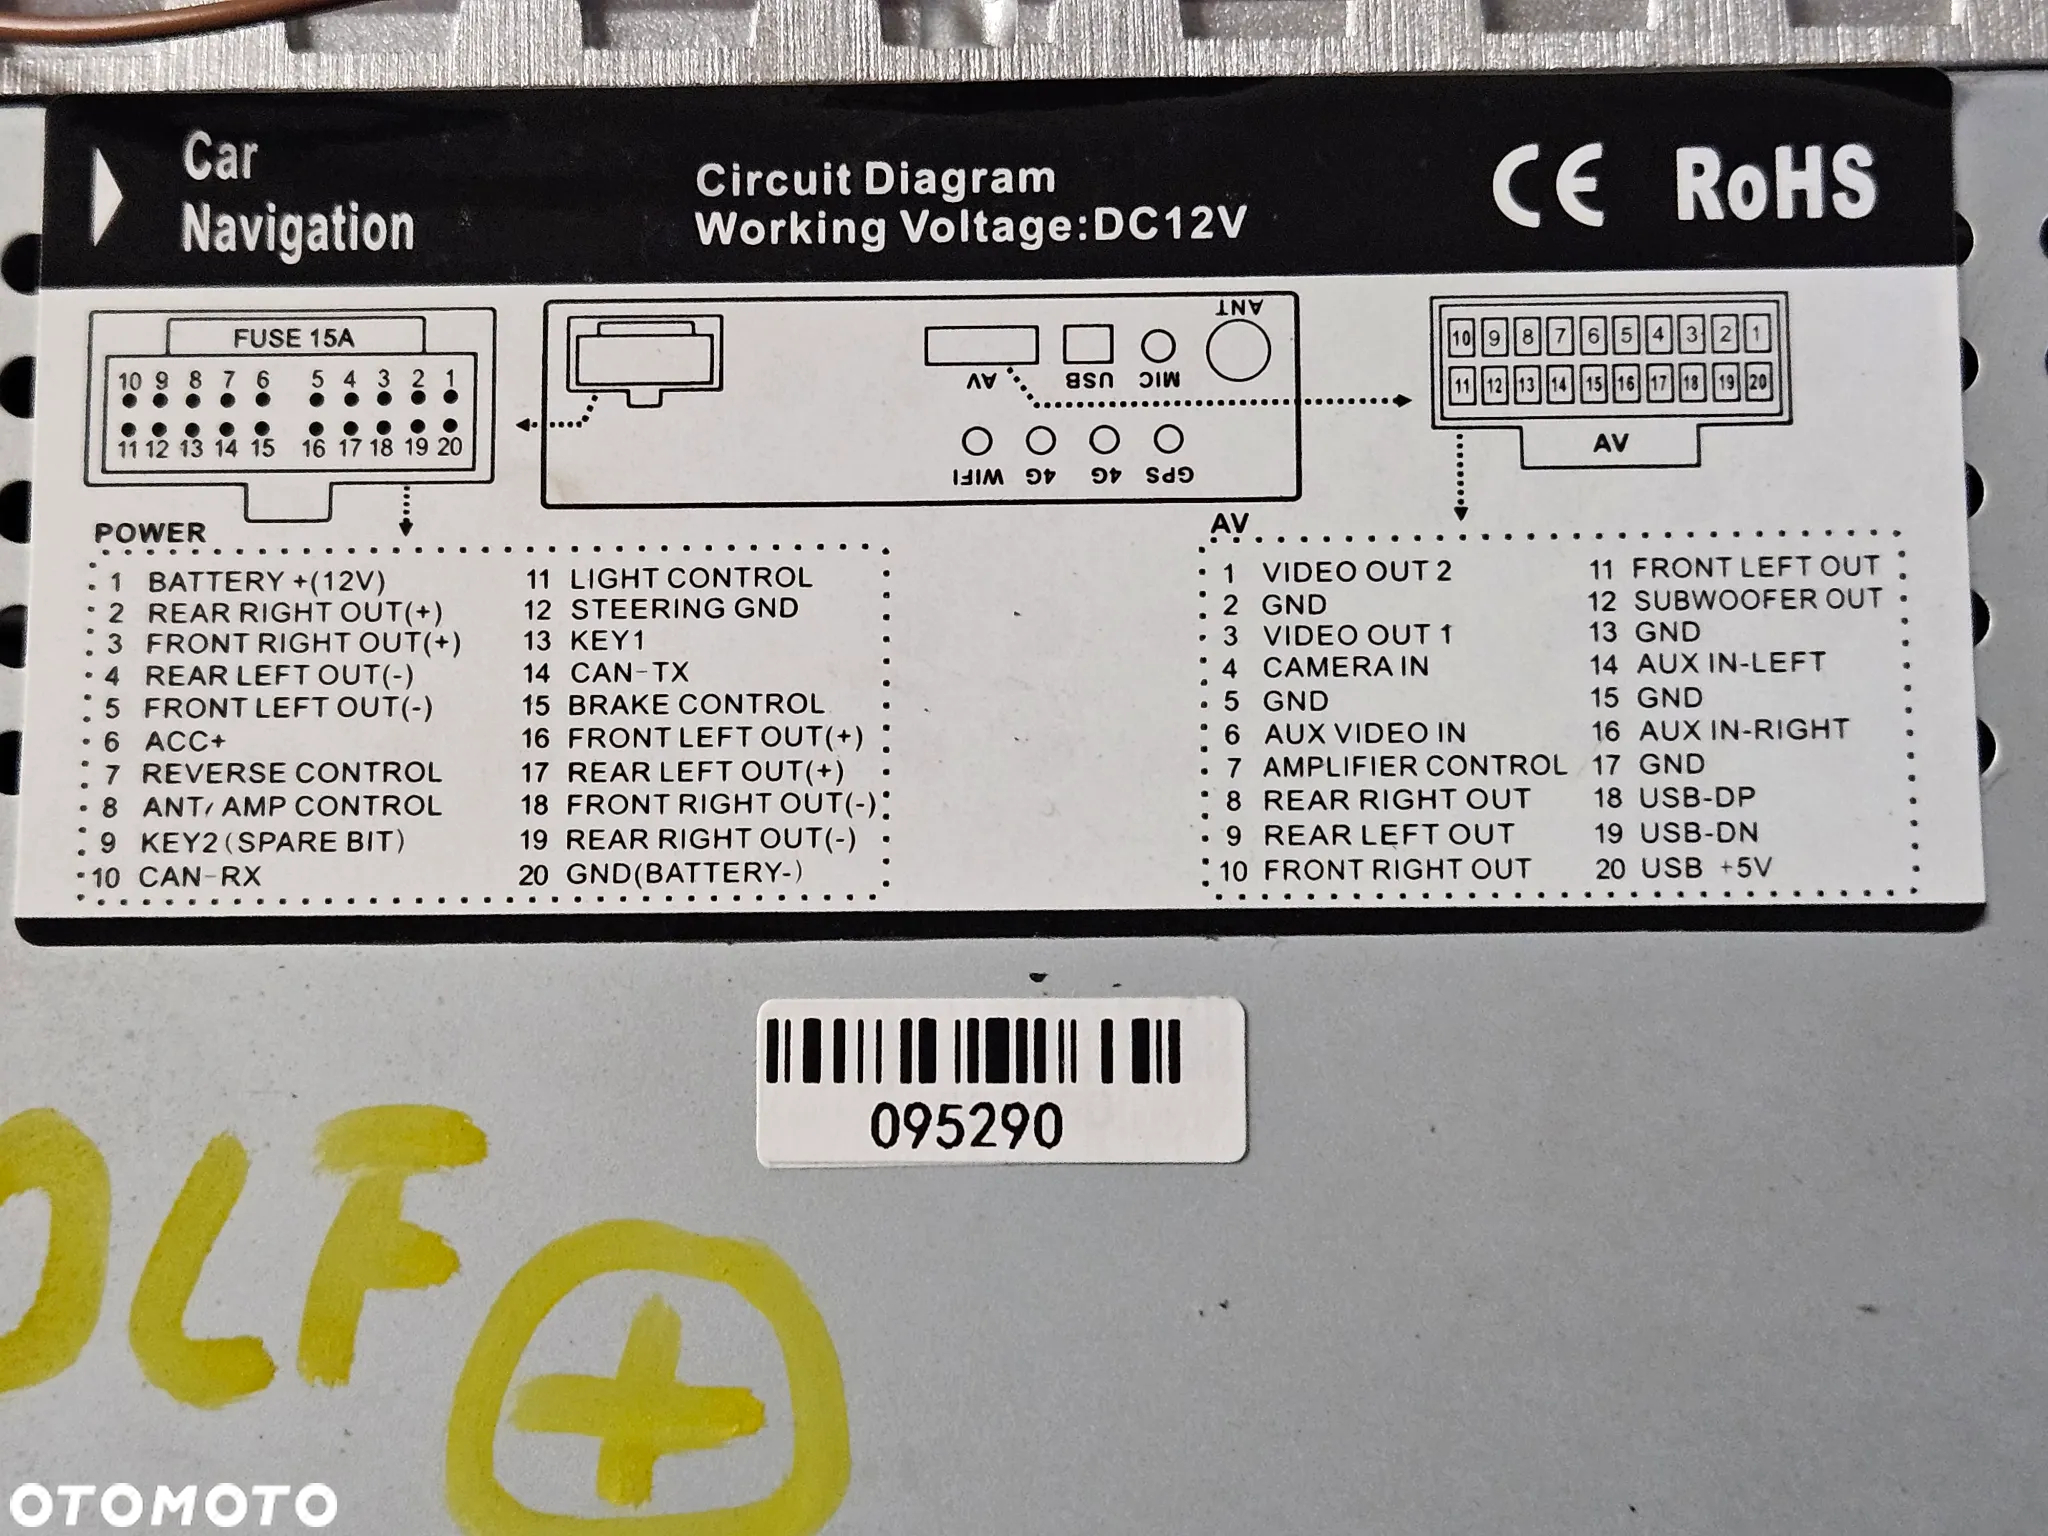 Car
Navigation
Circuit Diagram
Working Voltage:DC12V
CE RoHS
FUSE 15A
10 9 8 7 6 5 4 3 2 1
11 12 13 14 15 16 17 18 19 20
ANT
AV USB MIC
WIFI 4G 4G GPS
10 9 8 7 6 5 4 3 2 1
11 12 13 14 15 16 17 18 19 20
AV
POWER
1 BATTERY +(12V)
2 REAR RIGHT OUT(+)
3 FRONT RIGHT OUT(+)
4 REAR LEFT OUT(-)
5 FRONT LEFT OUT(-)
6 ACC+
7 REVERSE CONTROL
8 ANT/ AMP CONTROL
9 KEY2 (SPARE BIT)
10 CAN-RX
11 LIGHT CONTROL
12 STEERING GND
13 KEY1
14 CAN-TX
15 BRAKE CONTROL
16 FRONT LEFT OUT(+)
17 REAR LEFT OUT(+)
18 FRONT RIGHT OUT(-)
19 REAR RIGHT OUT(-)
20 GND(BATTERY-)
AV
1 VIDEO OUT 2
2 GND
3 VIDEO OUT 1
4 CAMERA IN
5 GND
6 AUX VIDEO IN
7 AMPLIFIER CONTROL
8 REAR RIGHT OUT
9 REAR LEFT OUT
10 FRONT RIGHT OUT
11 FRONT LEFT OUT
12 SUBWOOFER OUT
13 GND
14 AUX IN-LEFT
15 GND
16 AUX IN-RIGHT
17 GND
18 USB-DP
19 USB-DN
20 USB +5V
095290
OLF +
OTOMOTO